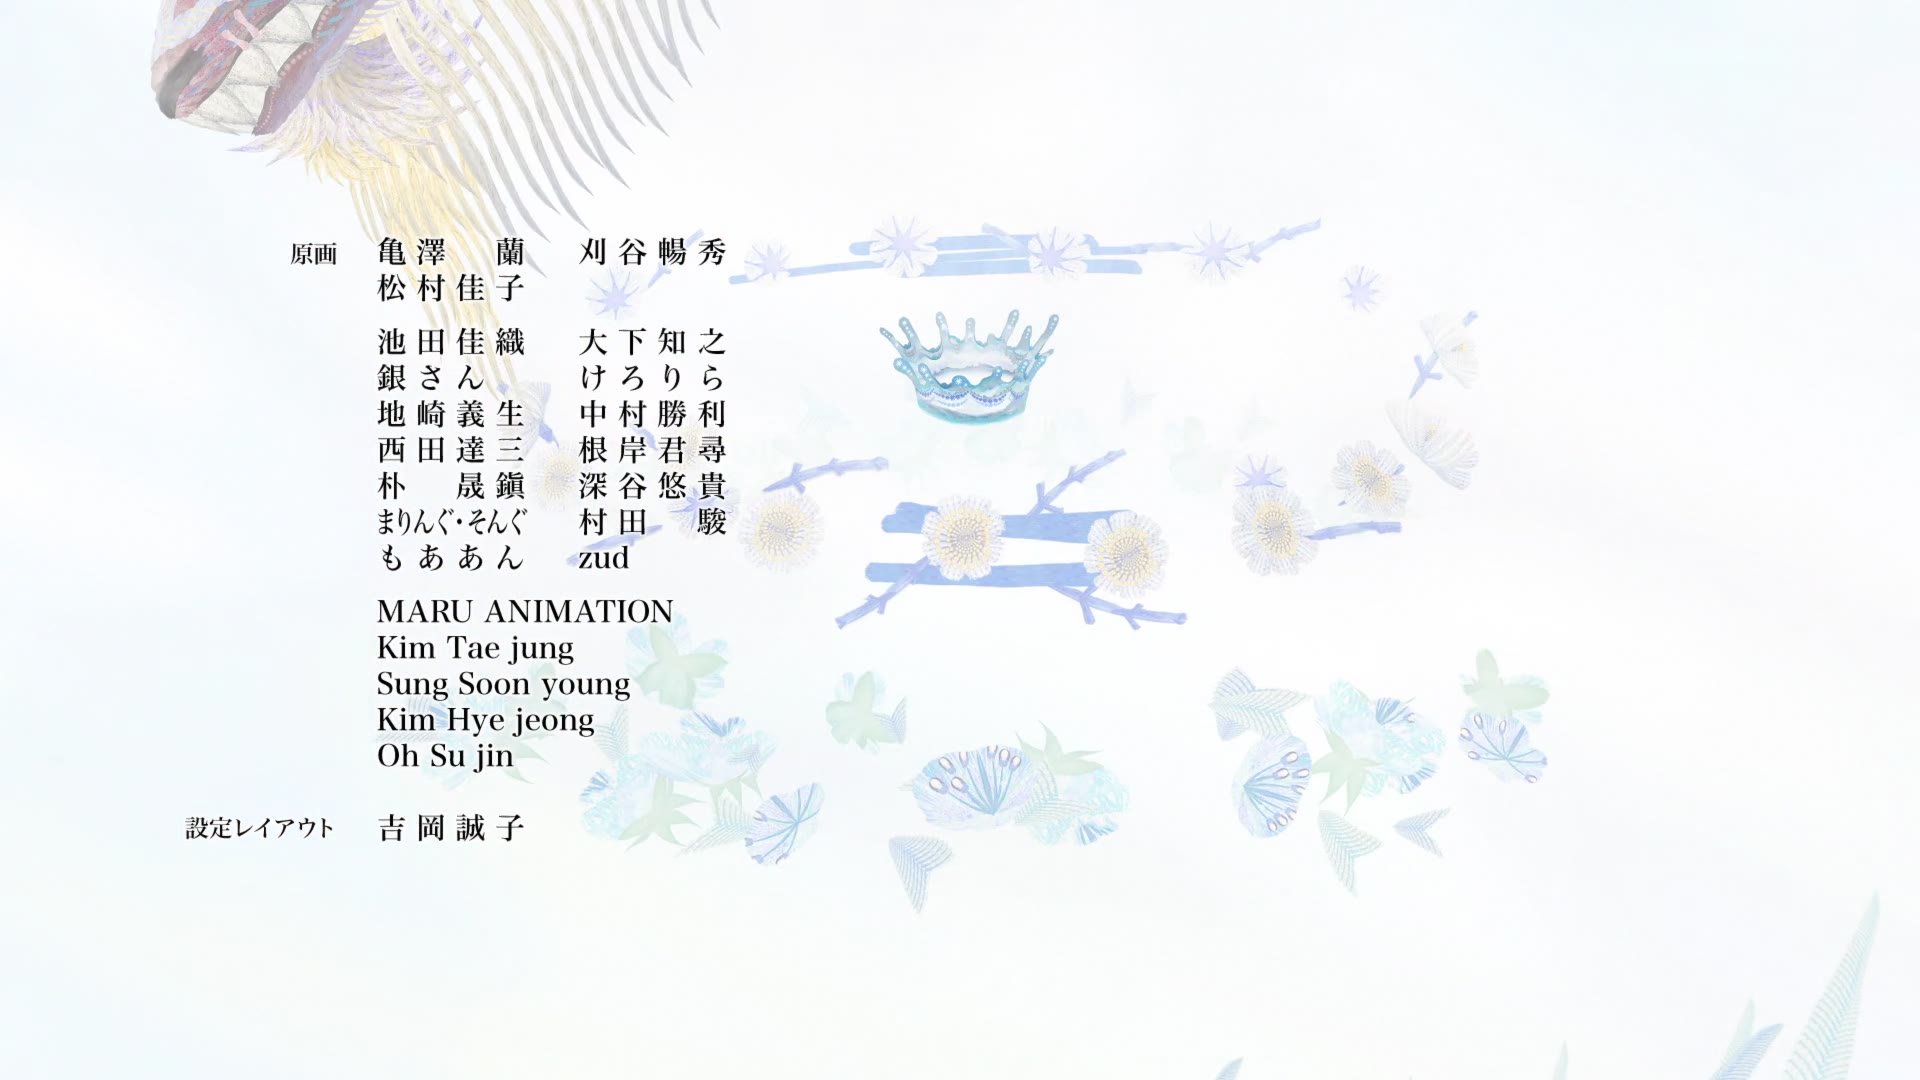 原画 亀澤 蘭 刈谷暢秀
松村佳子
池田佳織 大下知之
銀さん けろりら
地崎義生 中村勝利
西田達三 根岸君尋
朴 晟鎭 深谷悠貴
まりんぐ・そんぐ 村田 駿
もああん zud
MARU ANIMATION
Kim Tae jung
Sung Soon young
Kim Hye jeong
Oh Su jin
設定レイアウト 吉岡誠子